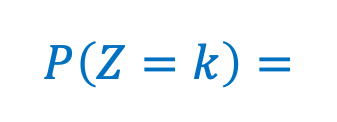 P(Z = k) =